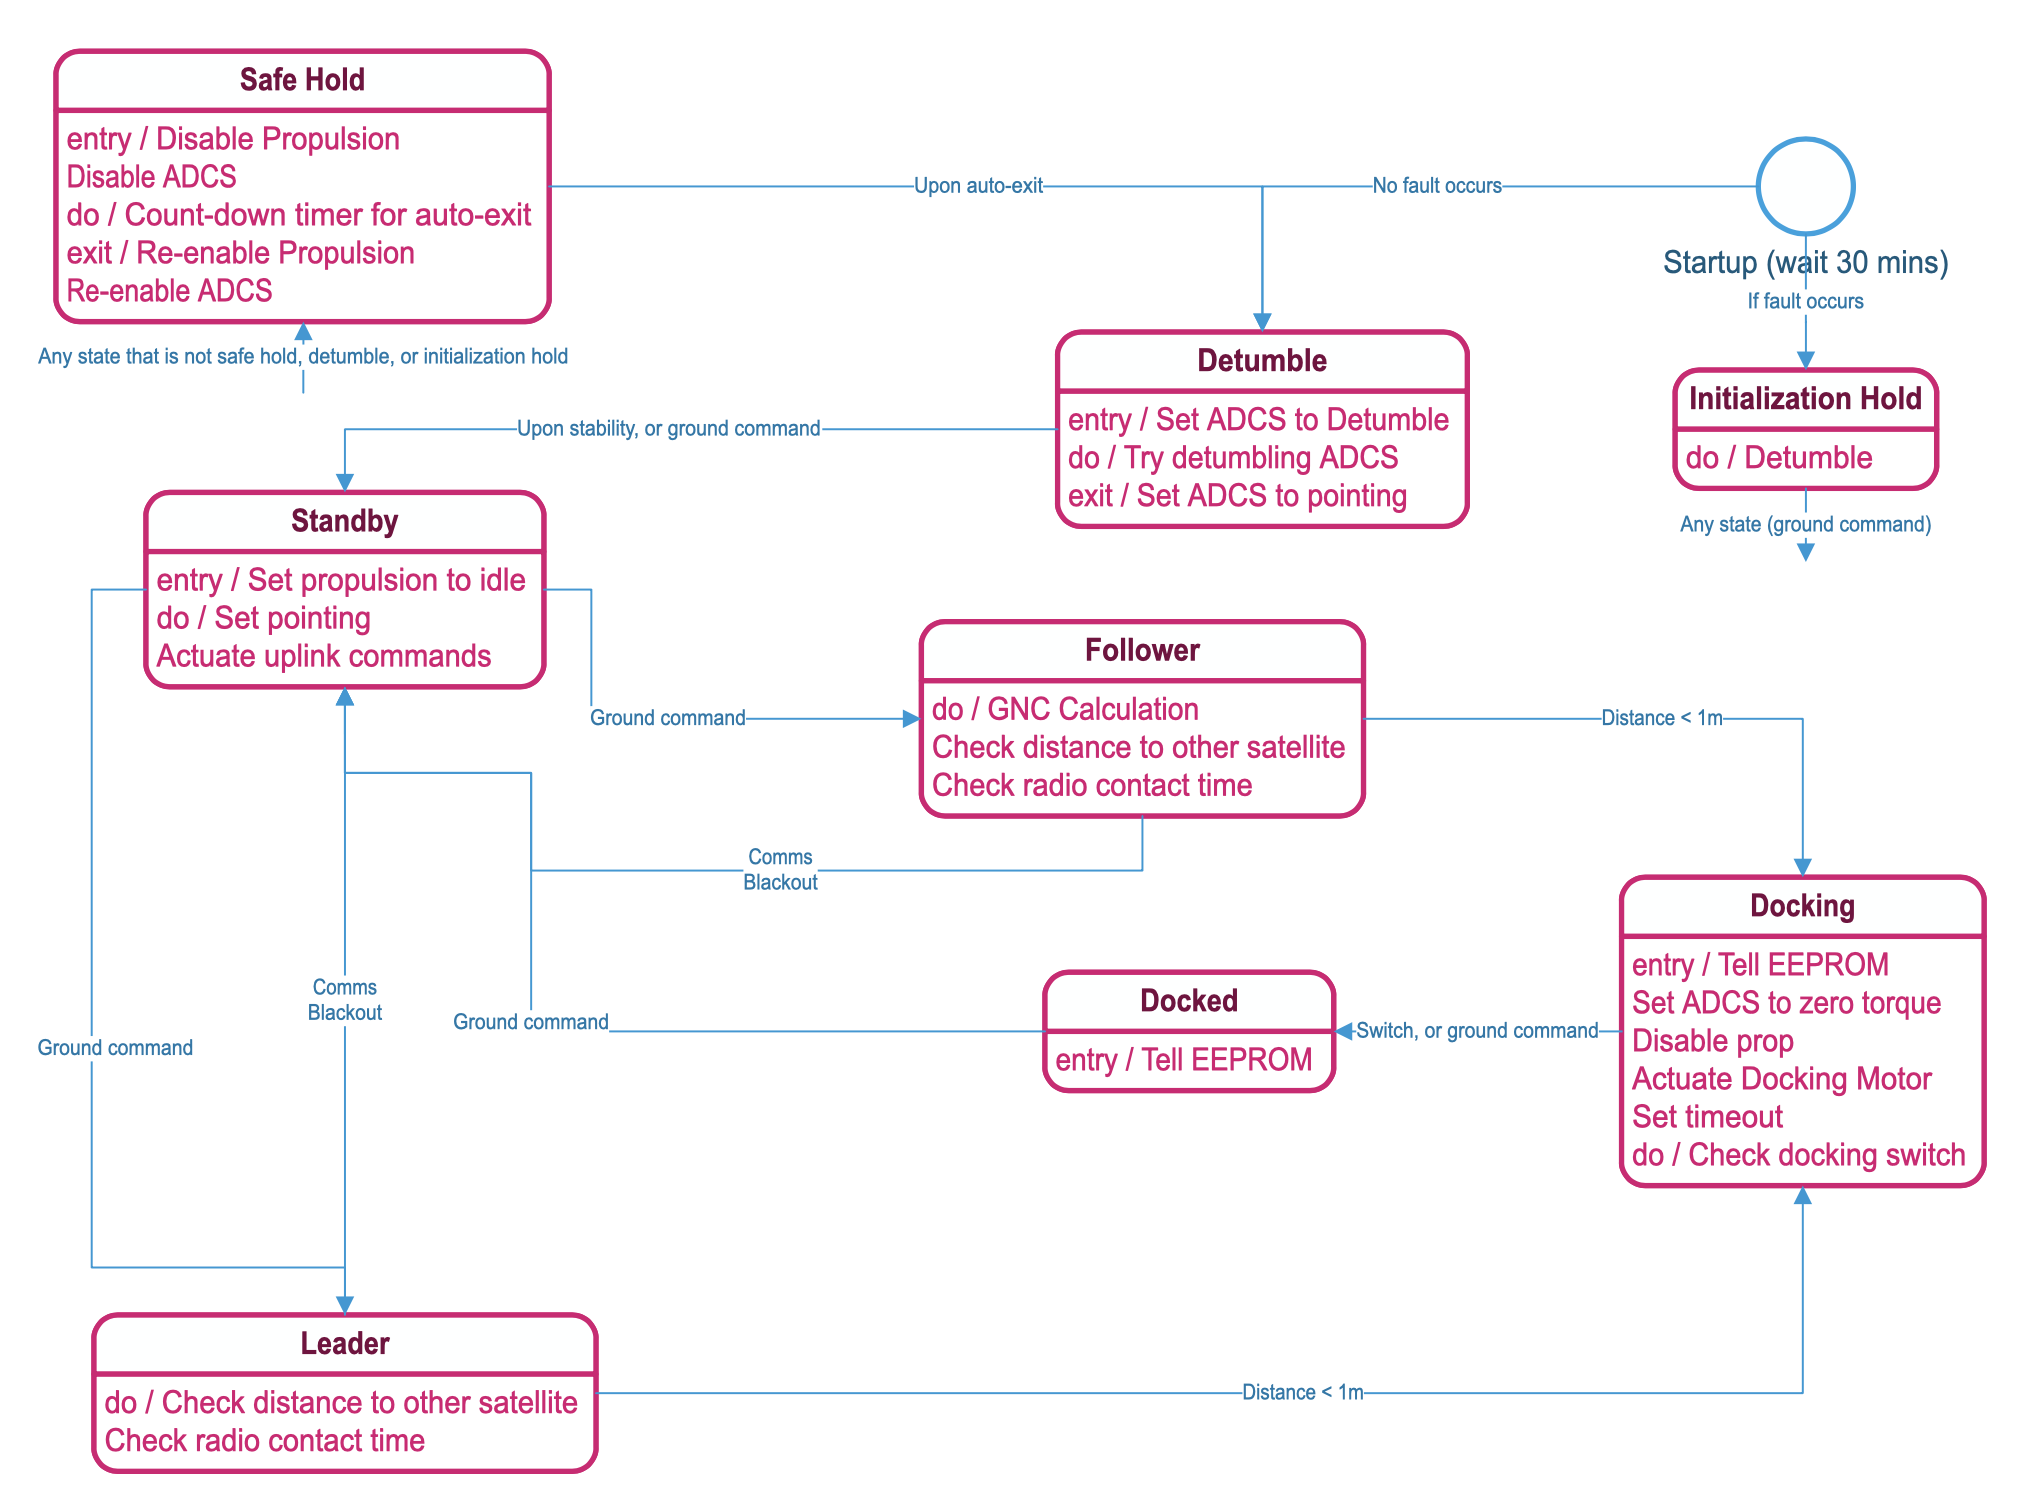 Safe Hold
entry / Disable Propulsion
Disable ADCS
do / Count-down timer for auto-exit
exit / Re-enable Propulsion
Re-enable ADCS
Upon auto-exit
No fault occurs
Startup (wait 30 mins)
If fault occurs
Any state that is not safe hold, detumble, or initialization hold
Detumble
entry / Set ADCS to Detumble
do / Try detumbling ADCS
exit / Set ADCS to pointing
Initialization Hold
do / Detumble
Any state (ground command)
Upon stability, or ground command
Standby
entry / Set propulsion to idle
do / Set pointing
Actuate uplink commands
Ground command
Follower
do / GNC Calculation
Check distance to other satellite
Check radio contact time
Distance < 1m
Comms
Blackout
Docking
entry / Tell EEPROM
Set ADCS to zero torque
Disable prop
Actuate Docking Motor
Set timeout
do / Check docking switch
Switch, or ground command
Docked
entry / Tell EEPROM
Ground command
Comms
Blackout
Ground command
Leader
do / Check distance to other satellite
Check radio contact time
Distance < 1m